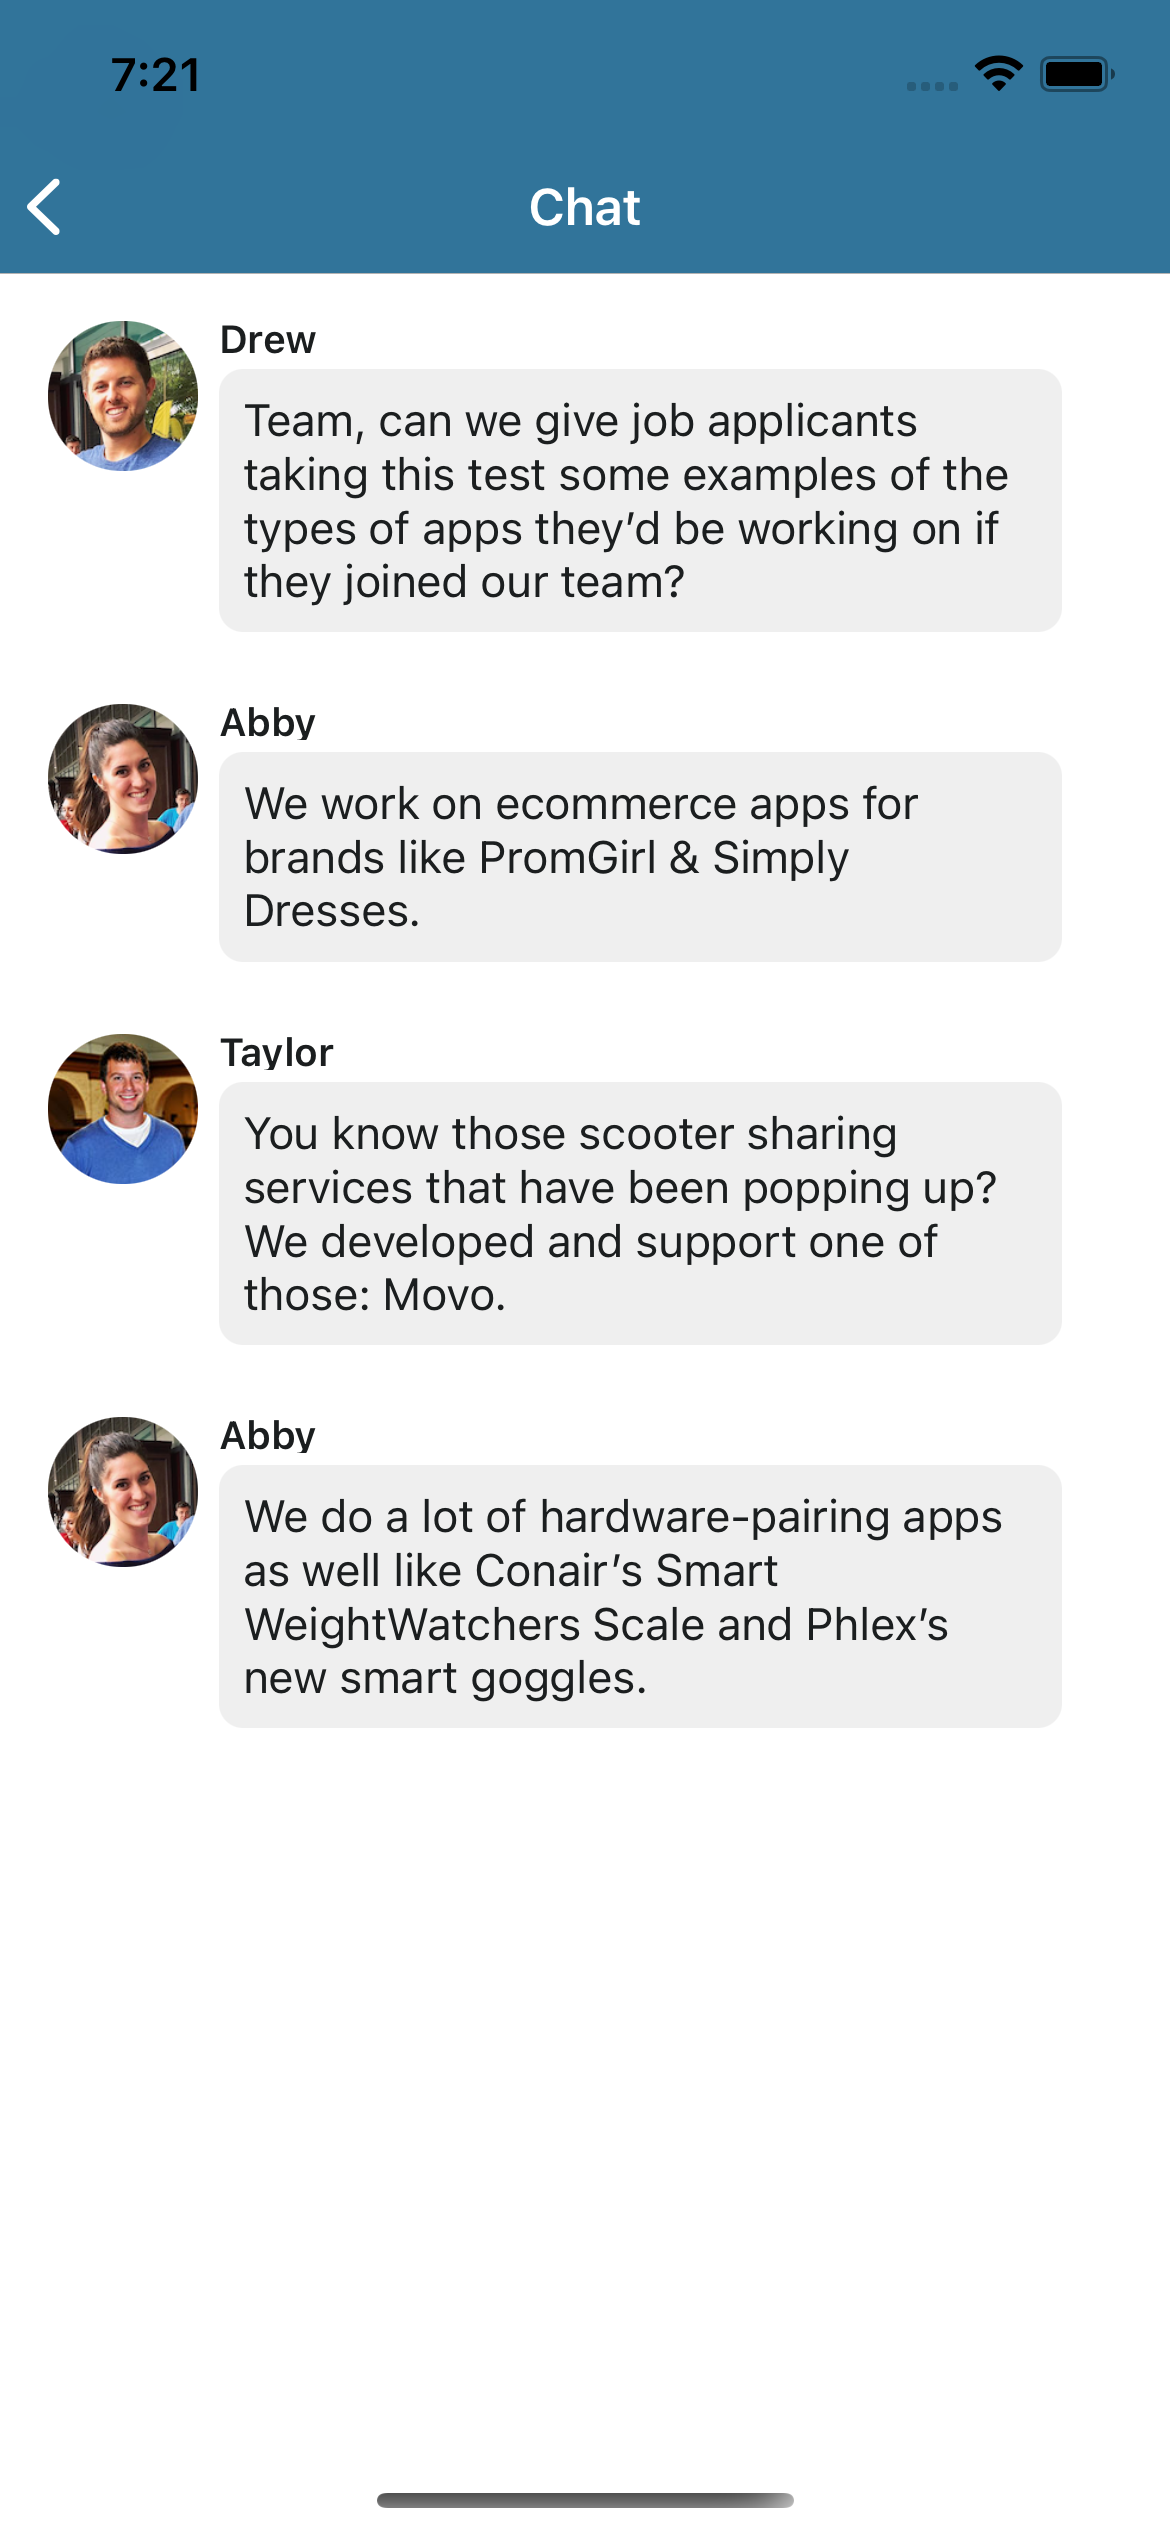 7:21
Chat
Drew
Team, can we give job applicants
taking this test some examples of the
types of apps they’d be working on if
they joined our team?
Abby
We work on ecommerce apps for
brands like PromGirl & Simply
Dresses.
Taylor
You know those scooter sharing
services that have been popping up?
We developed and support one of
those: Movo.
Abby
We do a lot of hardware-pairing apps
as well like Conair’s Smart
WeightWatchers Scale and Phlex’s
new smart goggles.